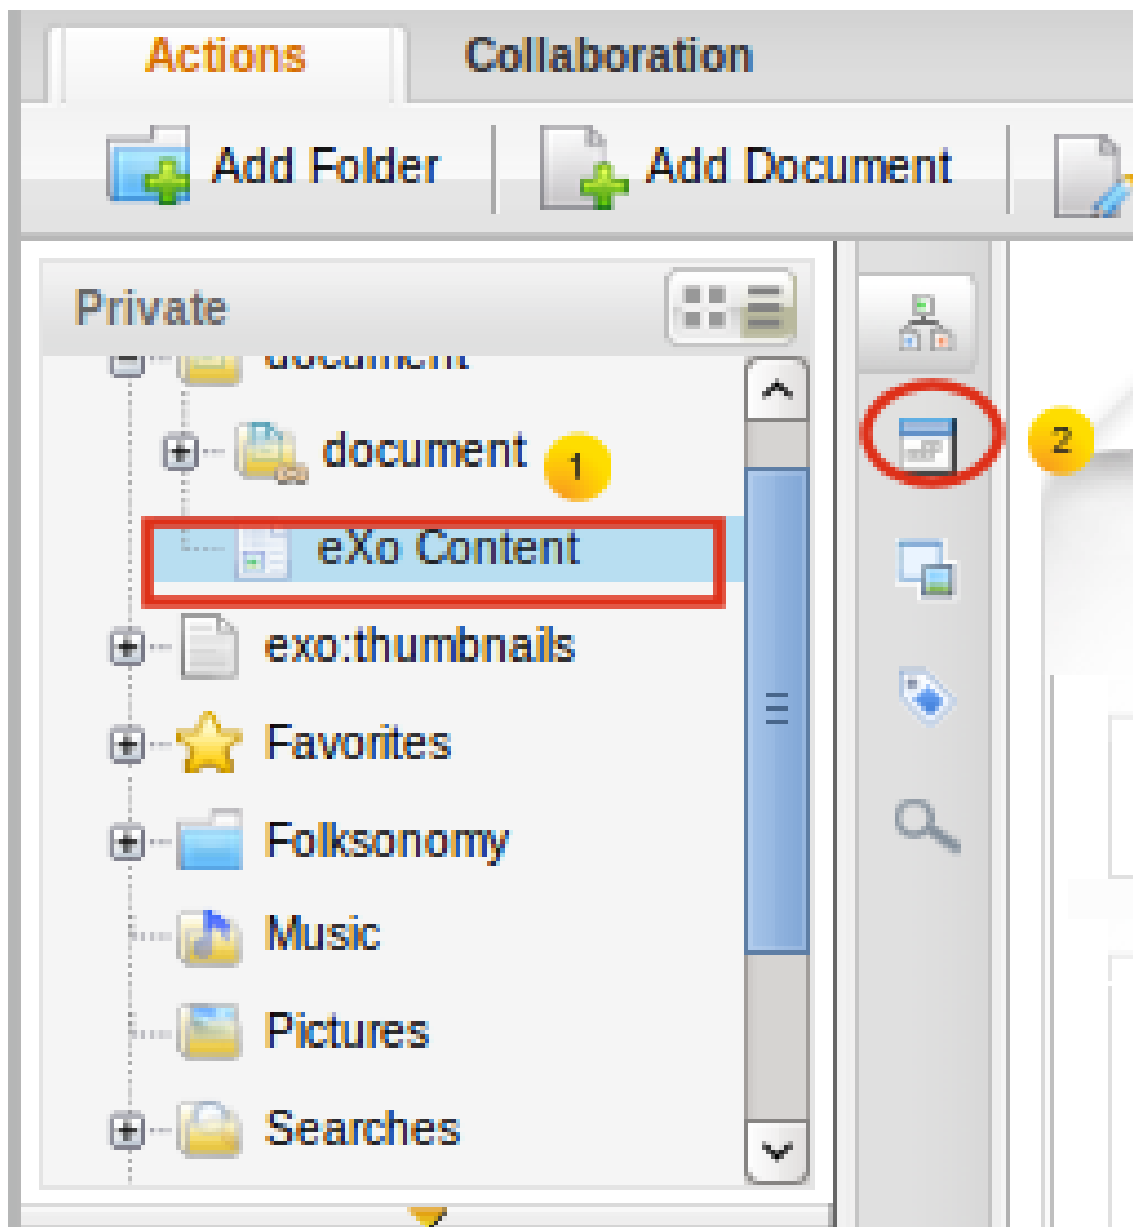 Actions Collaboration
Add Folder Add Document
Private
document
document 1
2
eXo Content
exo:thumbnails
Favorites
Folksonomy
Music
Pictures
Searches